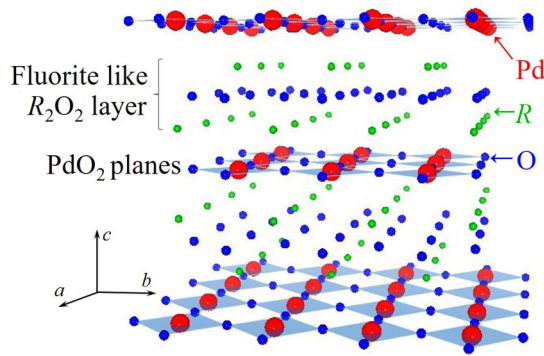 Pd
Fluorite like
R₂O₂ layer
R
PdO₂ planes
O
c
a
b